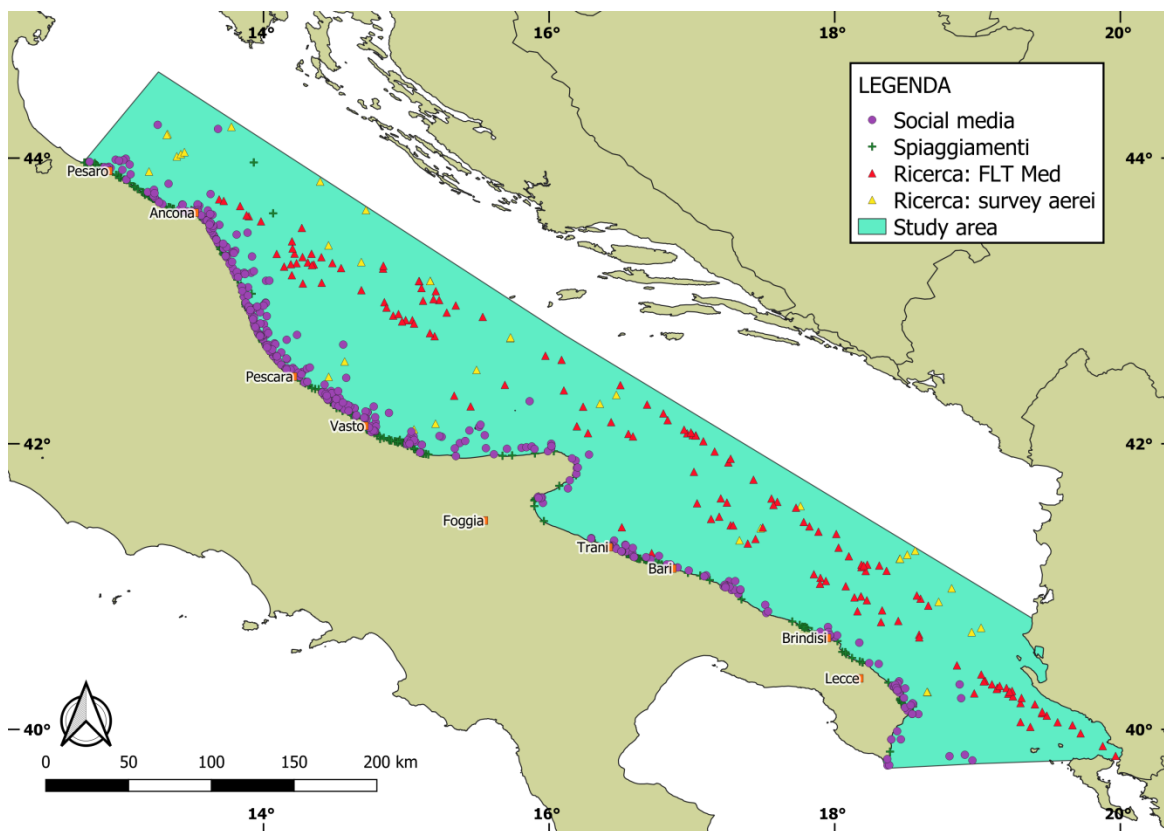 14°
16°
18°
20°
LEGENDA
Social media
Spiaggiamenti
Ricerca: FLT Med
Ricerca: survey aerei
Study area
44°
44°
Pesaro
Ancona
Pescara
Vasto
42°
42°
Foggia
Trani
Bari
Brindisi
Lecce
40°
40°
0 50 100 150 200 km
14°
16°
18°
20°